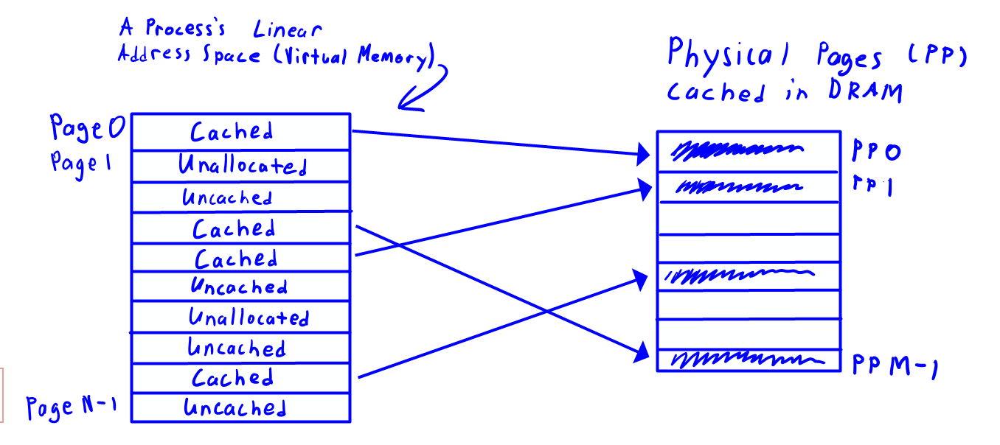 A Process's Linear
Address Space (Virtual Memory)
Physical Pages (PP)
Cached in DRAM
Page 0 Cached
Page 1 Unallocated
Uncached
Cached
Cached
Uncached
Unallocated
Uncached
Cached
Page N-1 Uncached
PP 0
PP 1
PP M-1